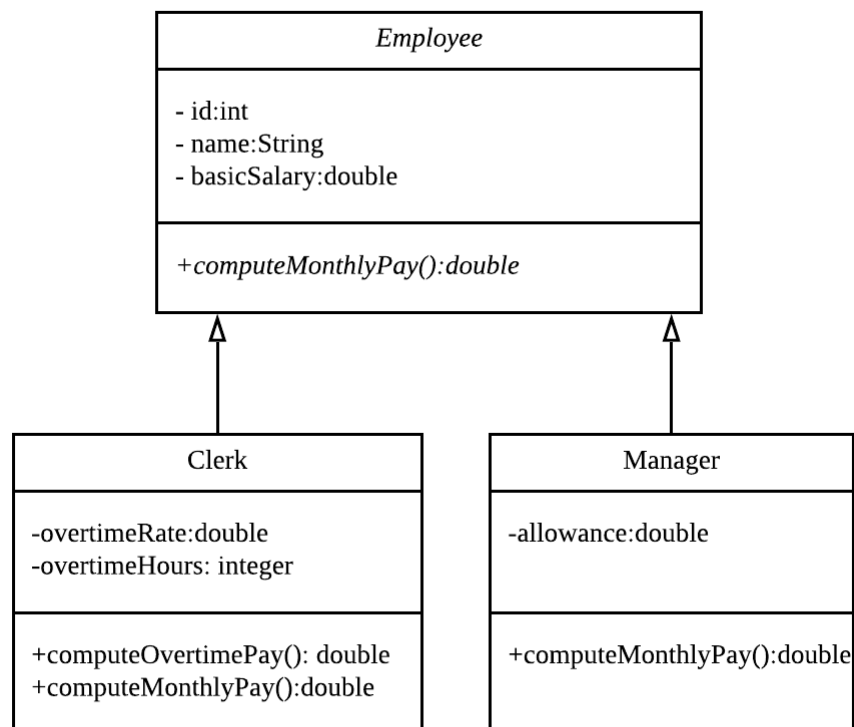 Employee
- id:int
- name:String
- basicSalary:double
+computeMonthlyPay():double
Clerk
-overtimeRate:double
-overtimeHours: integer
+computeOvertimePay(): double
+computeMonthlyPay():double
Manager
-allowance:double
+computeMonthlyPay():double